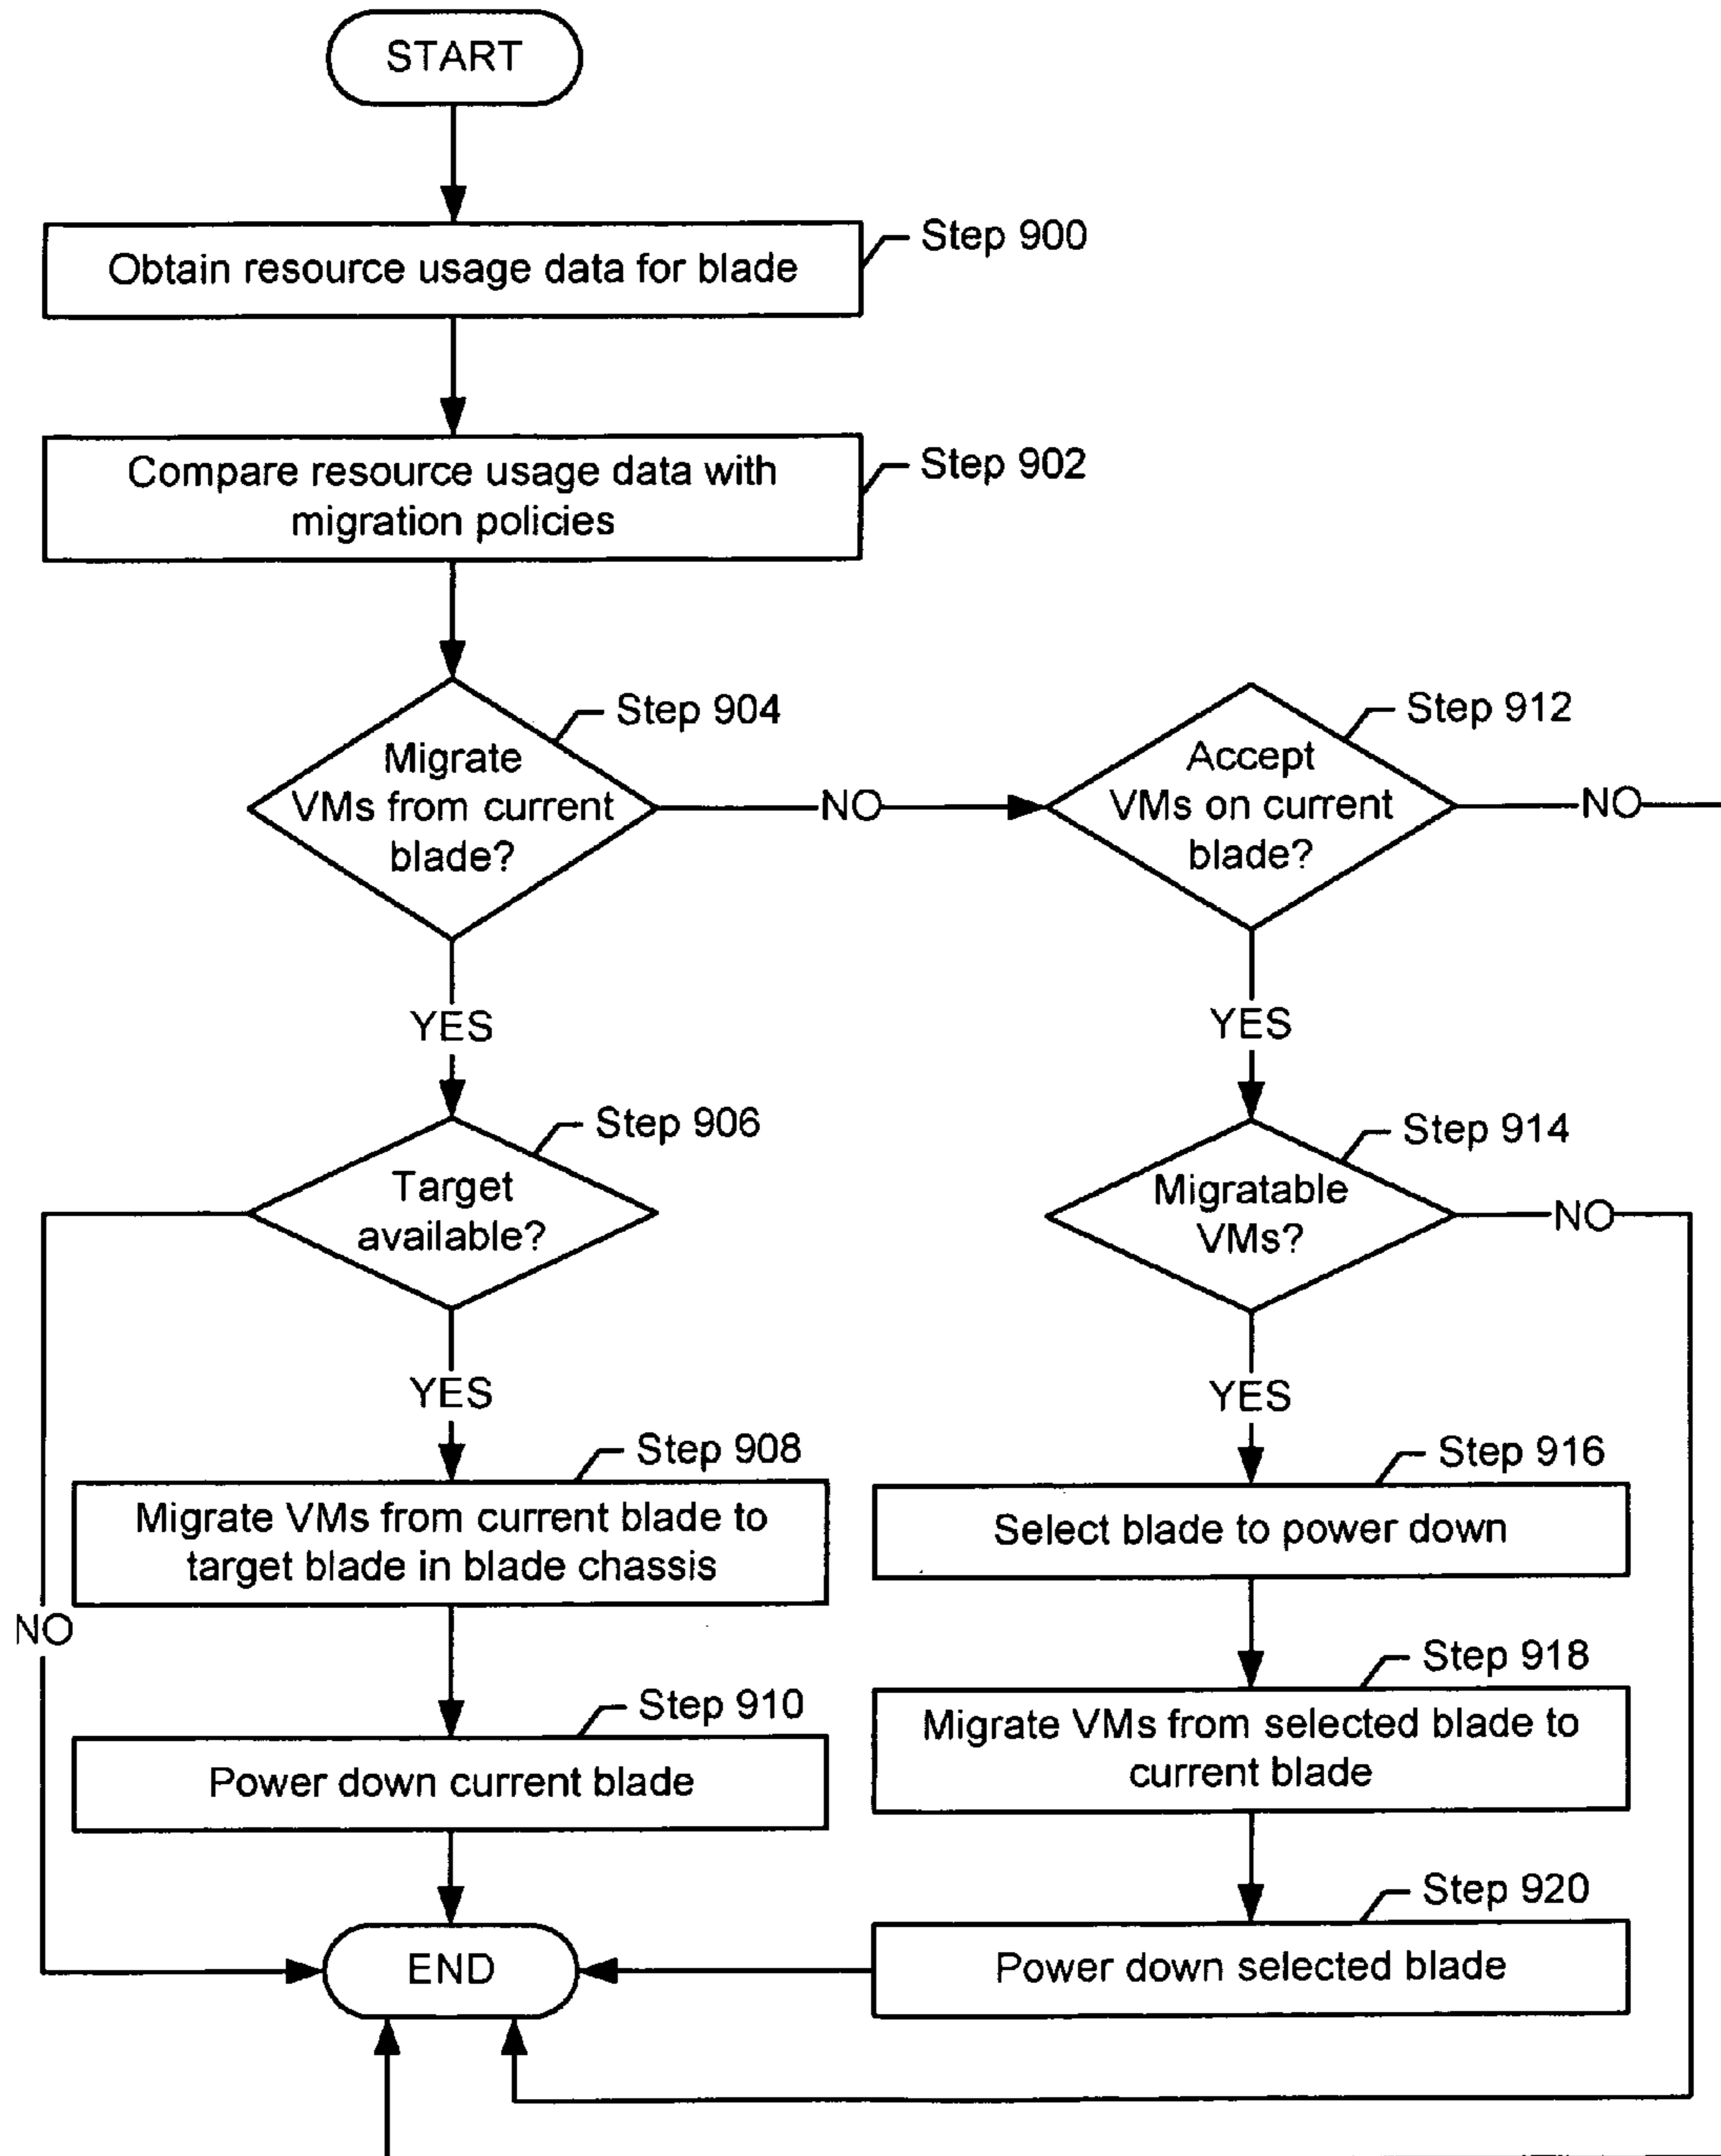 START
Step 900
Obtain resource usage data for blade
Step 902
Compare resource usage data with
migration policies
Step 904
Migrate
VMs from current
blade?
NO
Step 912
Accept
VMs on current
blade?
NO
YES
YES
Step 906
Target
available?
Step 914
Migratable
VMs?
NO
YES
YES
Step 908
Migrate VMs from current blade to
target blade in blade chassis
Step 916
Select blade to power down
NO
Step 918
Migrate VMs from selected blade to
current blade
Step 910
Power down current blade
Step 920
Power down selected blade
END